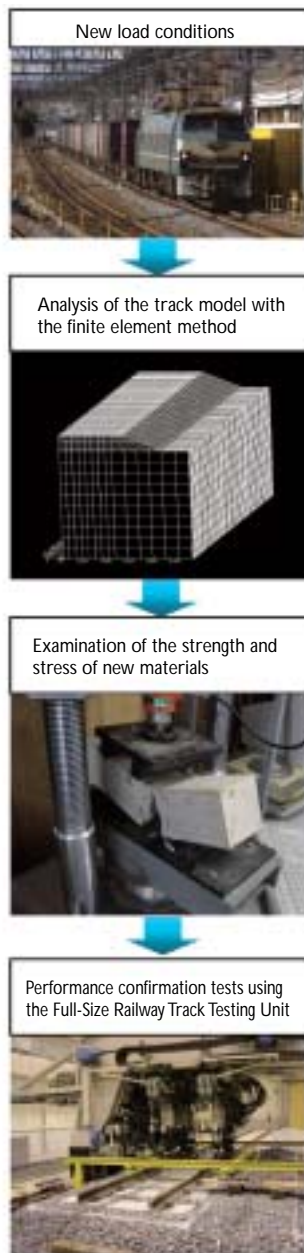 New load conditions
Analysis of the track model with
the finite element method
Examination of the strength and
stress of new materials
Performance confirmation tests using
the Full-Size Railway Track Testing Unit